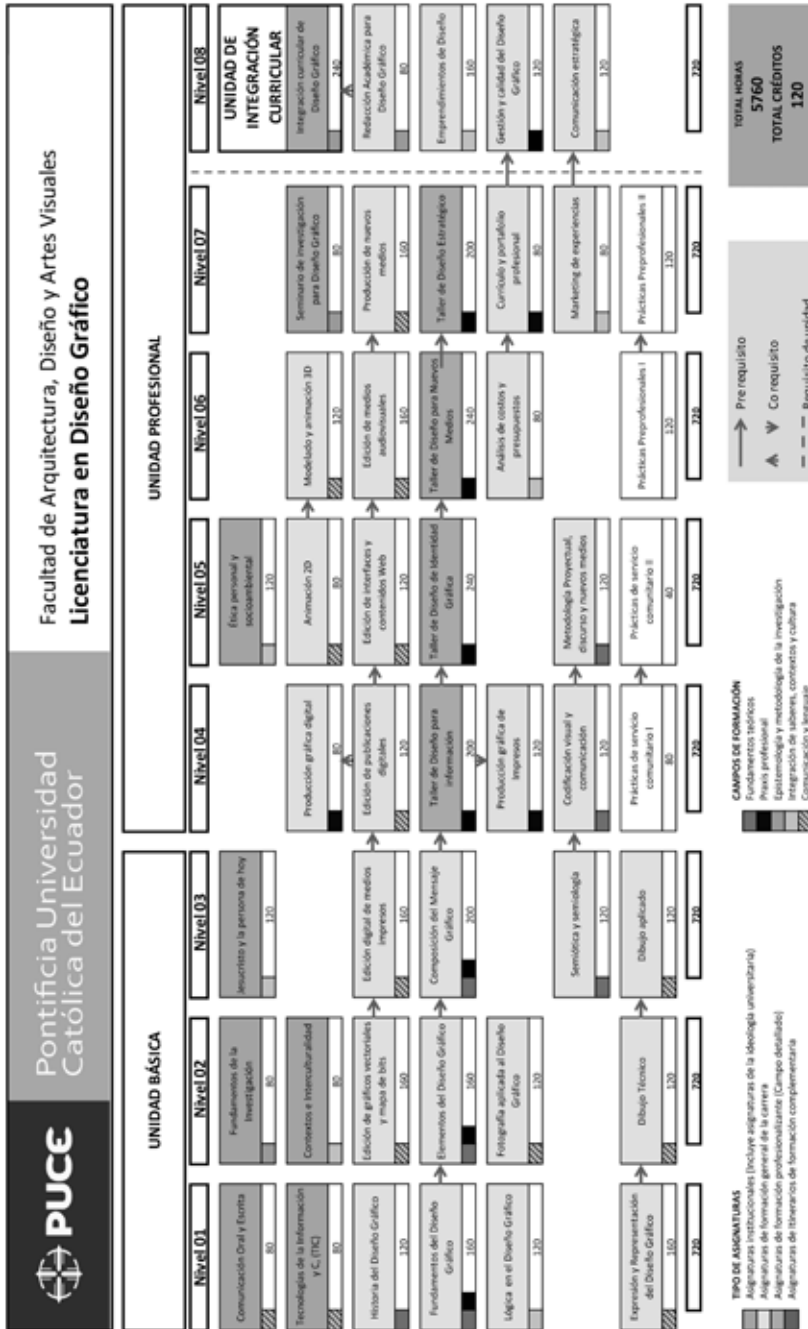 PUCE
Pontificia Universidad
Católica del Ecuador
Facultad de Arquitectura, Diseño y Artes Visuales
Licenciatura en Diseño Gráfico
UNIDAD BÁSICA
UNIDAD PROFESIONAL
Nivel 01
Nivel 02
Nivel 03
Nivel 04
Nivel 05
Nivel 06
Nivel 07
Nivel 08
Comunicación Oral y Escrita
80
Fundamentos de la
Investigación
80
Jesucristo y la persona de hoy
120
Ética personal y
socioambiental
120
UNIDAD DE
INTEGRACIÓN
CURRICULAR
Tecnologías de la Información
y C, (TIC)
80
Contextos e Interculturalidad
80
Producción gráfica digital
80
Animación 2D
80
Modelado y animación 3D
120
Seminario de investigación
para Diseño Gráfico
80
Integración curricular de
Diseño Gráfico
240
Historia del Diseño Gráfico
120
Edición de gráficos vectoriales
y mapa de bits
160
Edición digital de medios
impresos
160
Edición de publicaciones
digitales
120
Edición de interfaces y
contenidos Web
120
Edición de medios
audiovisuales
160
Producción de nuevos
medios
160
Redacción Académica para
Diseño Gráfico
80
Fundamentos del Diseño
Gráfico
160
Elementos del Diseño Gráfico
160
Composición del Mensaje
Gráfico
200
Taller de Diseño para
información
200
Taller de Diseño de Identidad
Gráfica
240
Taller de Diseño para Nuevos
Medios
240
Taller de Diseño Estratégico
200
Emprendimientos de Diseño
160
Lógica en el Diseño Gráfico
120
Fotografía aplicada al Diseño
Gráfico
120
Producción gráfica de
Impresos
120
Análisis de costos y
presupuestos
80
Currículo y portafolio
profesional
80
Gestión y calidad del Diseño
Gráfico
120
Semiótica y semiología
120
Codificación visual y
comunicación
120
Metodología Proyectual,
discurso y nuevos medios
120
Marketing de experiencias
80
Comunicación estratégica
120
Expresión y Representación
del Diseño Gráfico
160
Dibujo Técnico
120
Dibujo aplicado
120
Prácticas de servicio
comunitario I
80
Prácticas de servicio
comunitario II
40
Prácticas Preprofesionales I
120
Prácticas Preprofesionales II
120
720
720
720
720
720
720
720
720
TIPO DE ASIGNATURAS
Asignaturas institucionales (Incluye asignaturas de la ideología universitaria)
Asignaturas de formación general de la carrera
Asignaturas de formación profesionalizante (Campo detallado)
Asignaturas de Itinerarios de formación complementaria
CAMPOS DE FORMACIÓN
Fundamentos teóricos
Praxis profesional
Epistemología y metodología de la investigación
Integración de saberes, contextos y cultura
Comunicación y lenguaje
Pre requisito
Co requisito
Requisito de unidad
TOTAL HORAS
5760
TOTAL CRÉDITOS
120